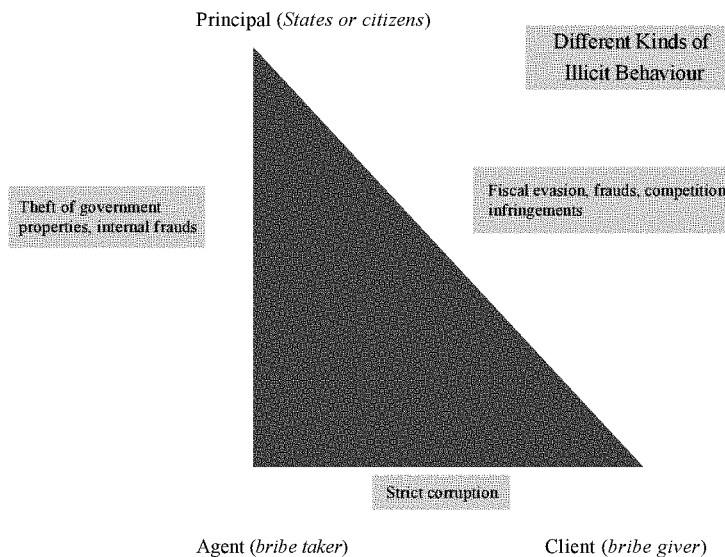 Principal (States or citizens)
Different Kinds of
Illicit Behaviour
Theft of government
properties, internal frauds
Fiscal evasion, frauds, competition
infringements
Strict corruption
Agent (bribe taker)
Client (bribe giver)